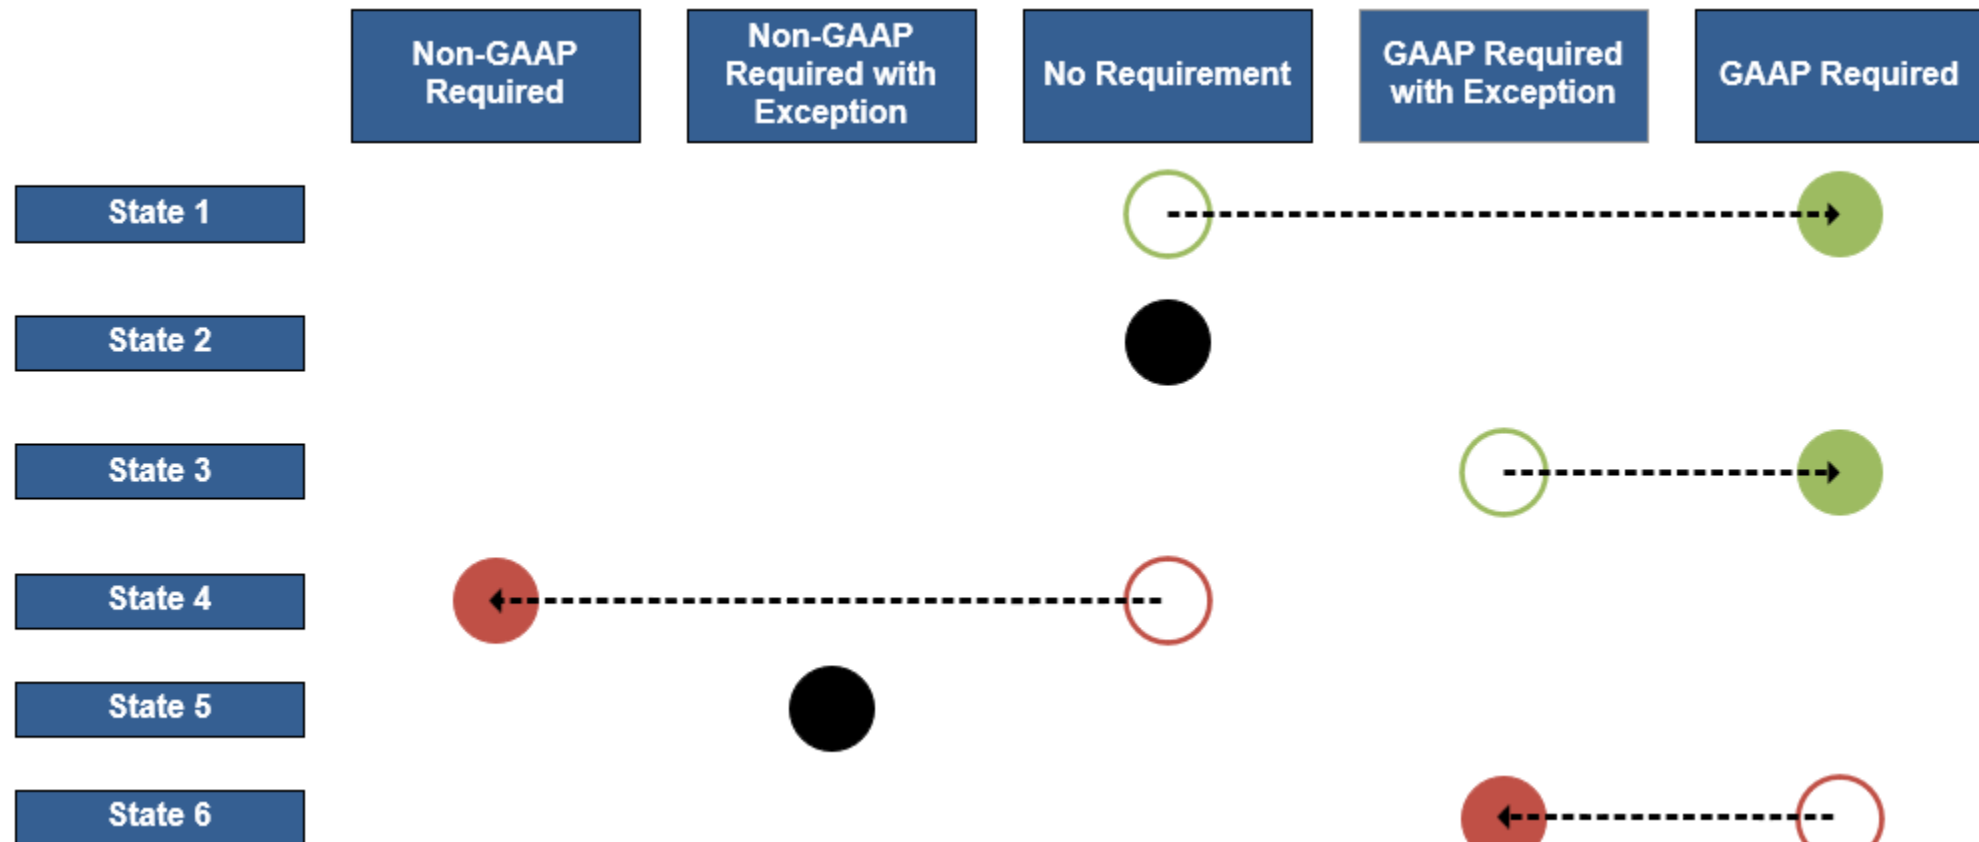 Non-GAAP
Required
Non-GAAP
Required with
Exception
No Requirement
GAAP Required
with Exception
GAAP Required
State 1
State 2
State 3
State 4
State 5
State 6